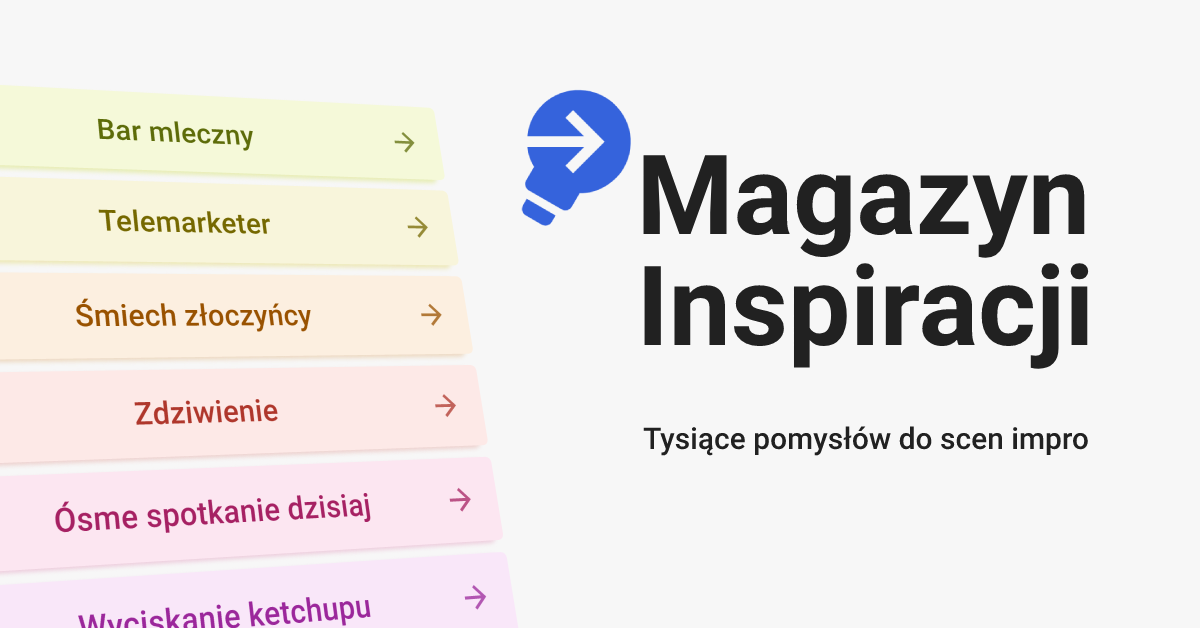 Bar mleczny
Telemarketer
Śmiech złoczyńcy
Zdziwienie
Ósme spotkanie dzisiaj
Wyciskanie ketchupu
Magazyn
Inspiracji
Tysiące pomysłów do scen impro